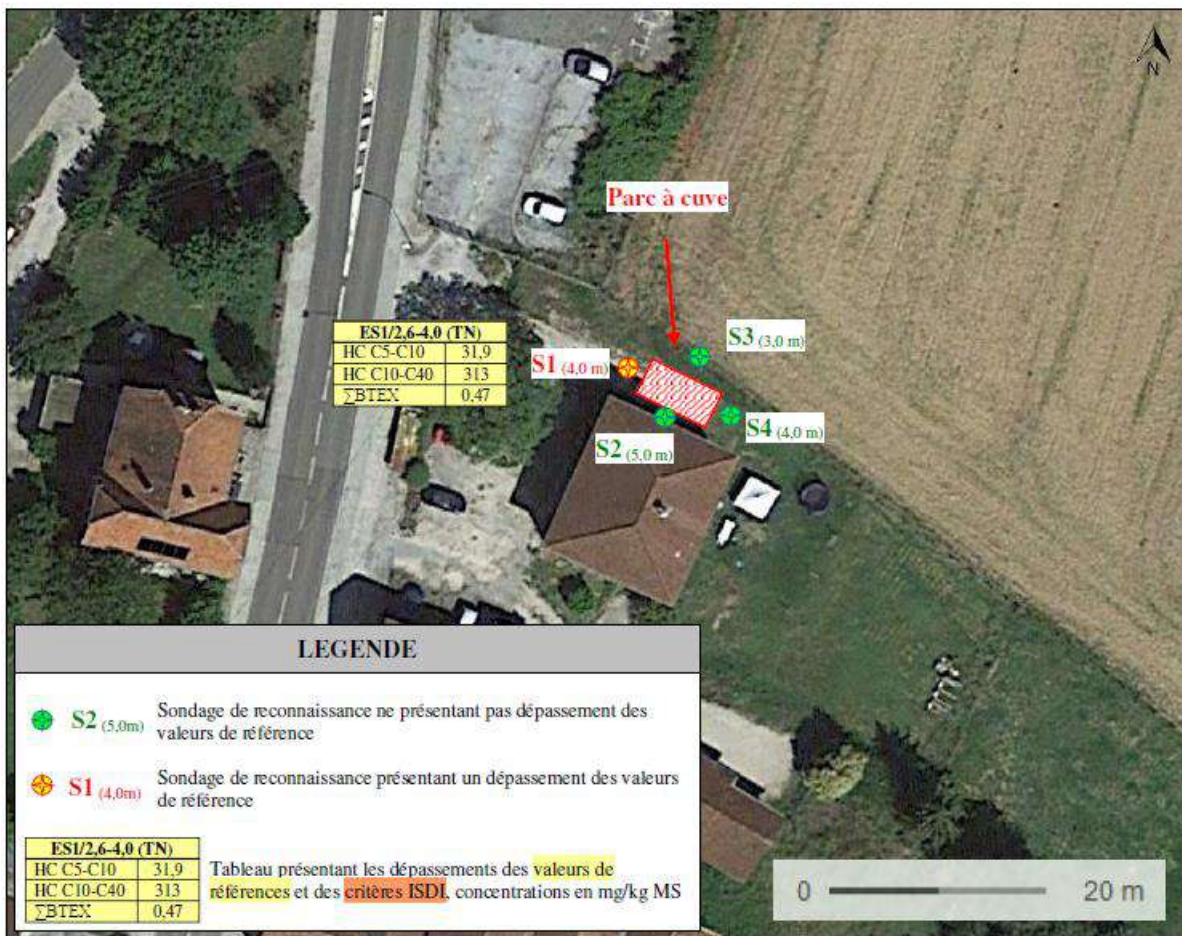 N
Parc à cuve
ES1/2,6-4,0 (TN)
HC C5-C10 31,9
HC C10-C40 313
∑BTEX 0,47
S1 (4,0 m)
S3 (3,0 m)
S2 (5,0 m)
S4 (4,0 m)
LEGENDE
S2 (5,0m) Sondage de reconnaissance ne présentant pas dépassement des
valeurs de référence
S1 (4,0m) Sondage de reconnaissance présentant un dépassement des valeurs
de référence
ES1/2,6-4,0 (TN)
HC C5-C10 31,9
HC C10-C40 313
∑BTEX 0,47
Tableau présentant les dépassements des valeurs de
références et des critères ISDI, concentrations en mg/kg MS
0 20 m